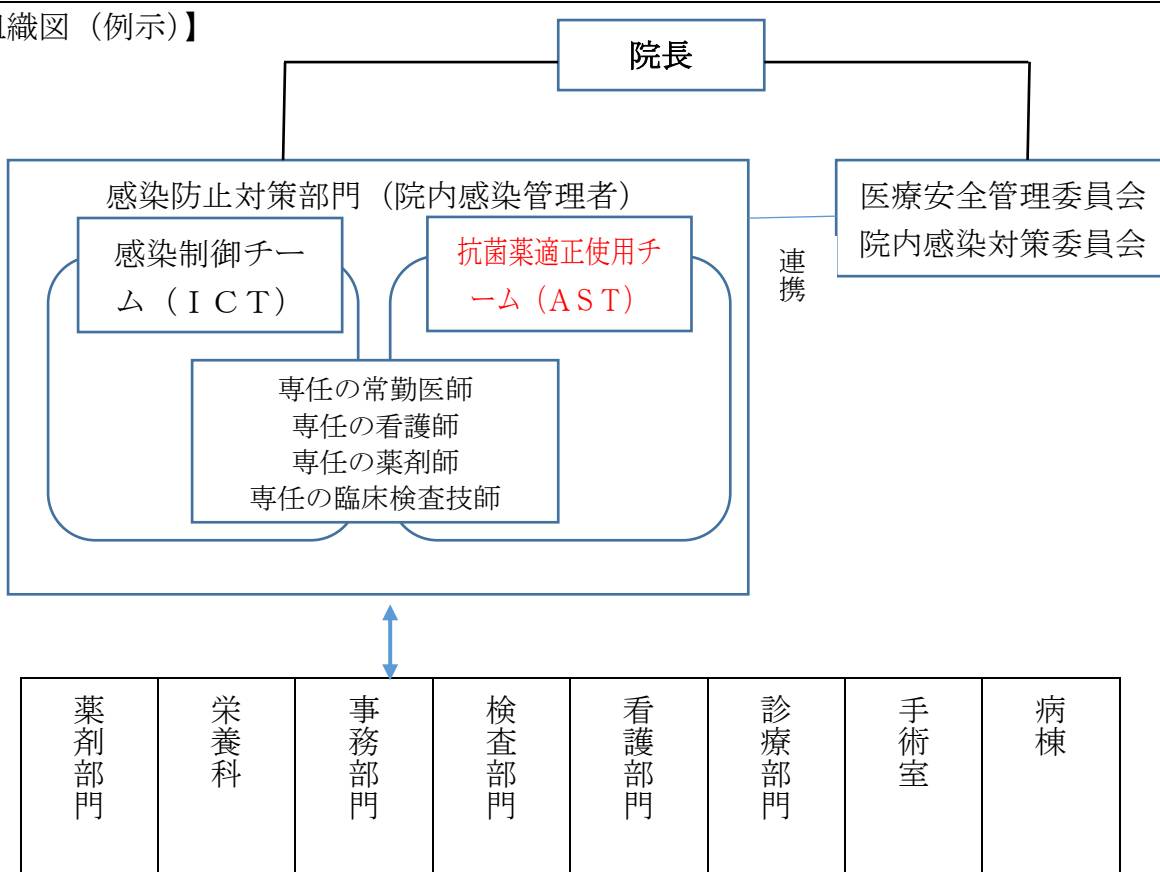 織図（例示）】
院長
感染防止対策部門（院内感染管理者）
感染制御チー
ム（ＩＣＴ）
抗菌薬適正使用チ
ーム（AST）
専任の常勤医師
専任の看護師
専任の薬剤師
専任の臨床検査技師
医療安全管理委員会
院内感染対策委員会
連携
薬剤部門
栄養科
事務部門
検査部門
看護部門
診療部門
手術室
病棟